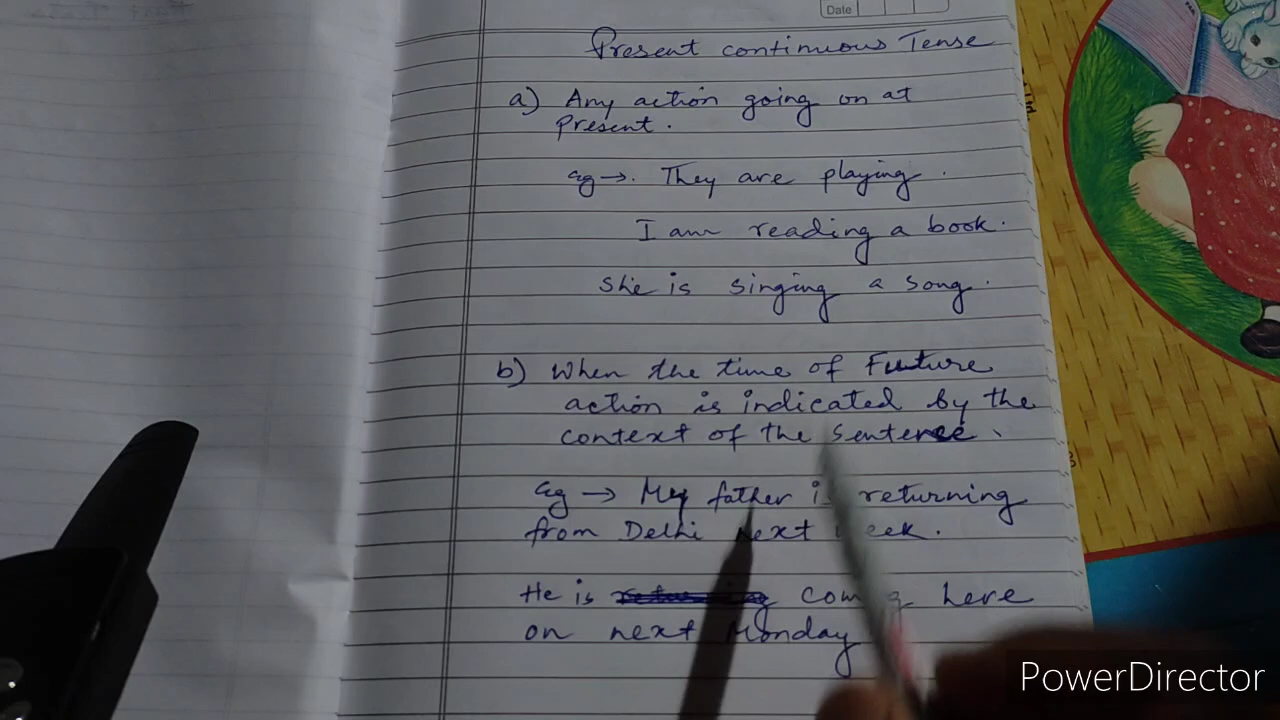 Date
Present continuous Tense
a) Any action going on at
present.
eg →. They are playing.
I am reading a book.
She is singing a song.
b) When the time of Future
action is indicated by the
context of the sentence.
eg → My father is returning
from Delhi next week.
He is coming here
on next Monday
PowerDirector